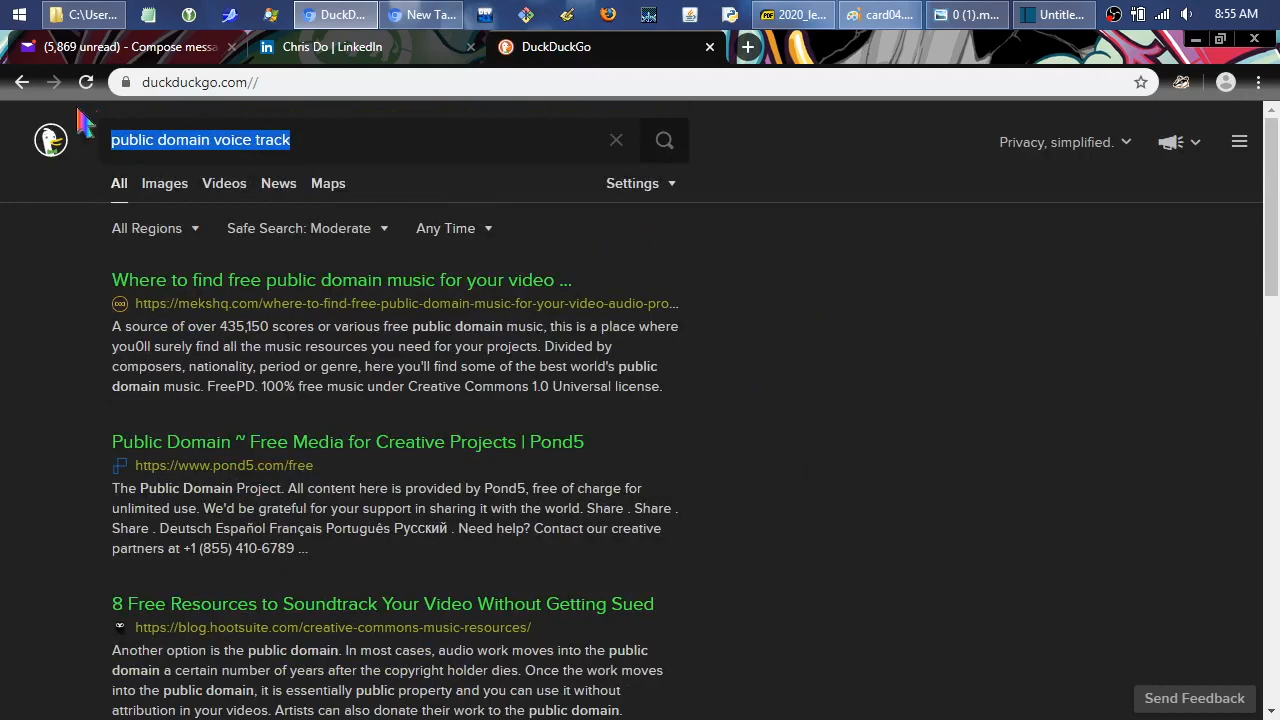 C:\User...
DuckD...
New Ta...
2020_le...
card04....
0 (1).m...
Untitle...
8:55 AM
(5,869 unread) - Compose messa
Chris Do | LinkedIn
DuckDuckGo
duckduckgo.com//
public domain voice track
Privacy, simplified.
All
Images
Videos
News
Maps
Settings
All Regions
Safe Search: Moderate
Any Time
Where to find free public domain music for your video ...
https://mekshq.com/where-to-find-free-public-domain-music-for-your-video-audio-pro...
A source of over 435,150 scores or various free public domain music, this is a place where
you0ll surely find all the music resources you need for your projects. Divided by
composers, nationality, period or genre, here you'll find some of the best world's public
domain music. FreePD. 100% free music under Creative Commons 1.0 Universal license.
Public Domain ~ Free Media for Creative Projects | Pond5
https://www.pond5.com/free
The Public Domain Project. All content here is provided by Pond5, free of charge for
unlimited use. We'd be grateful for your support in sharing it with the world. Share . Share .
Share . Deutsch Español Français Português Русский . Need help? Contact our creative
partners at +1 (855) 410-6789 ...
8 Free Resources to Soundtrack Your Video Without Getting Sued
https://blog.hootsuite.com/creative-commons-music-resources/
Another option is the public domain. In most cases, audio work moves into the public
domain a certain number of years after the copyright holder dies. Once the work moves
into the public domain, it is essentially public property and you can use it without
attribution in your videos. Artists can also donate their work to the public domain.
Send Feedback